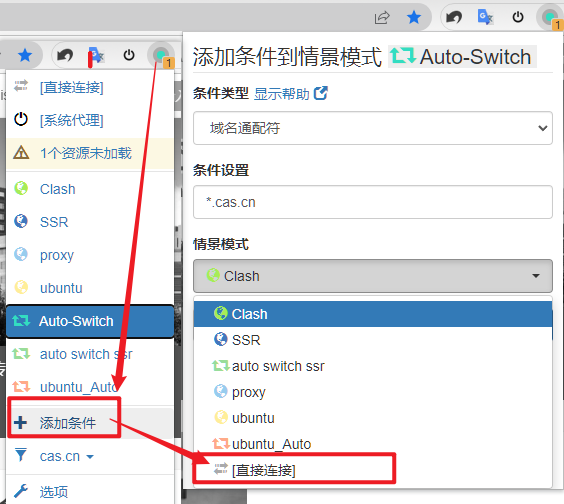 1
[直接连接]
[系统代理]
1个资源未加载
Clash
SSR
proxy
ubuntu
Auto-Switch
auto switch ssr
ubuntu_Auto
添加条件
cas.cn
选项
1
添加条件到情景模式 Auto-Switch
条件类型 显示帮助
域名通配符
条件设置
*.cas.cn
情景模式
Clash
Clash
SSR
auto switch ssr
proxy
ubuntu
ubuntu_Auto
[直接连接]